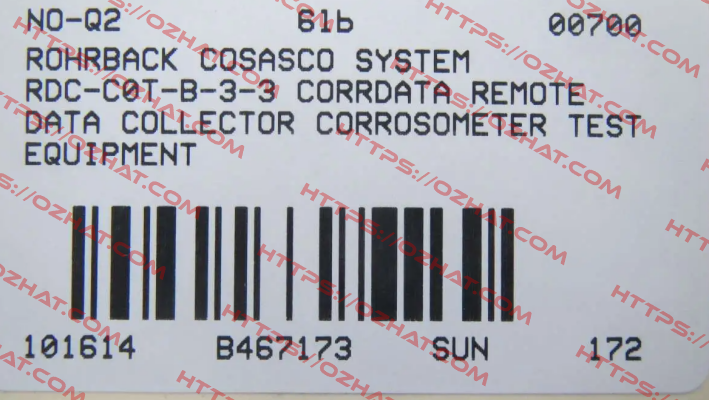 NO-Q2 61b 00700
ROHRBACK COSASCO SYSTEM
RDC-C0T-B-3-3 CORRDATA REMOTE
DATA COLLECTOR CORROSOMETER TEST
EQUIPMENT
101614 B467173 SUN 172
HTTPS://OZHAT.COM